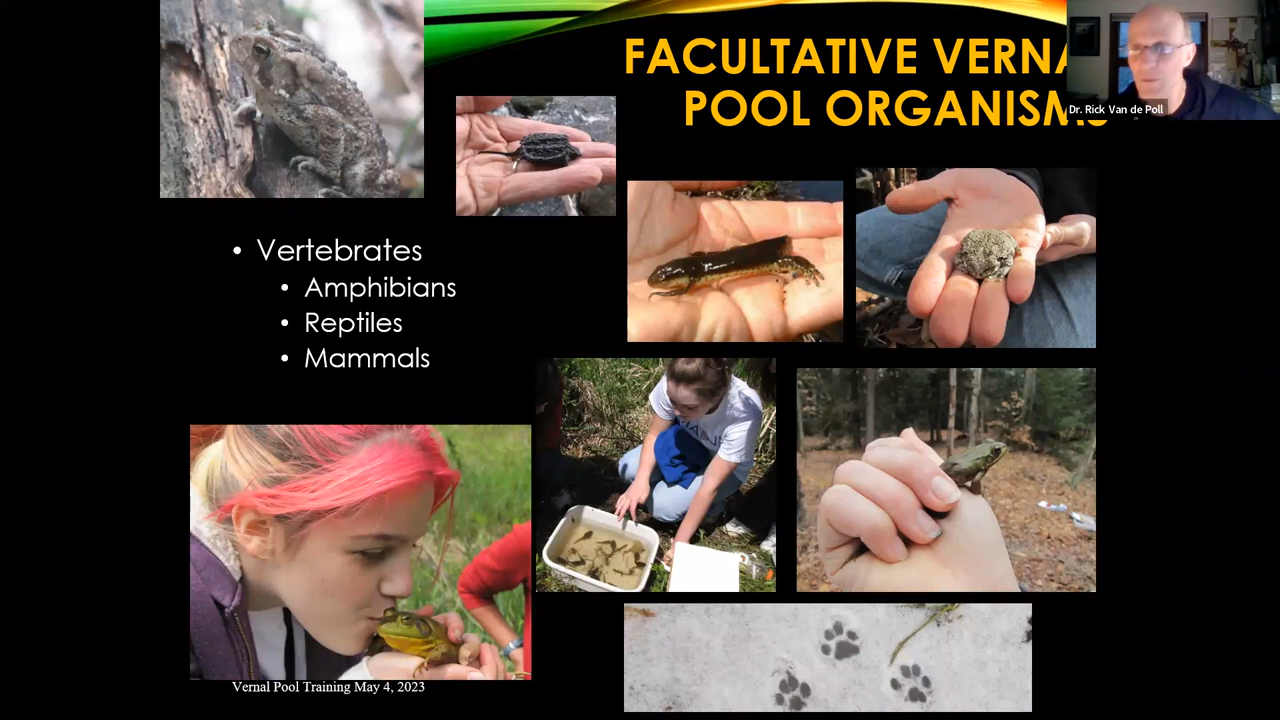 FACULTATIVE VERNA
POOL ORGANISMS
Dr. Rick Van de Poll
• Vertebrates
• Amphibians
• Reptiles
• Mammals
Vernal Pool Training May 4, 2023